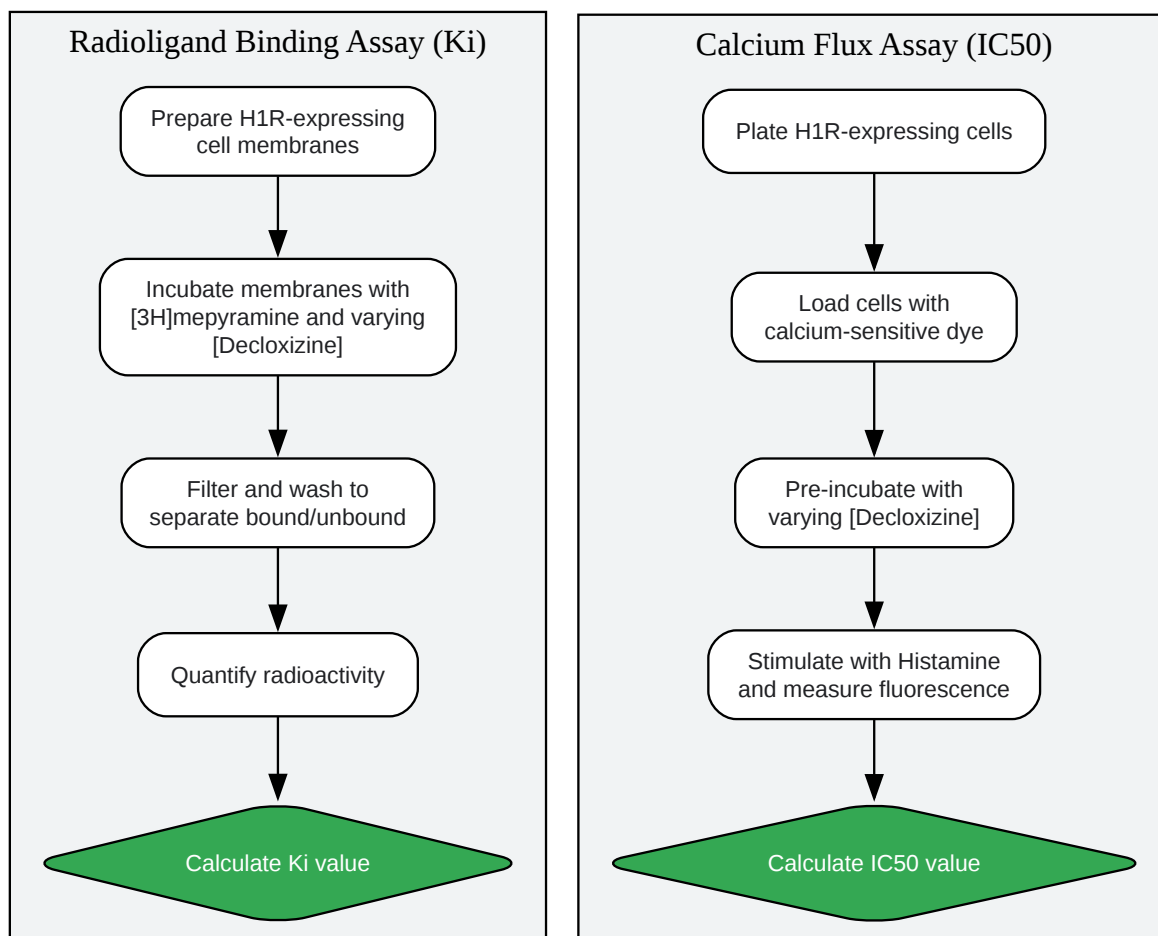 Radioligand Binding Assay (Ki)
Prepare H1R-expressing
cell membranes
Incubate membranes with
[3H]mepyramine and varying
[Decloxizine]
Filter and wash to
separate bound/unbound
Quantify radioactivity
Calculate Ki value
Calcium Flux Assay (IC50)
Plate H1R-expressing cells
Load cells with
calcium-sensitive dye
Pre-incubate with
varying [Decloxizine]
Stimulate with Histamine
and measure fluorescence
Calculate IC50 value